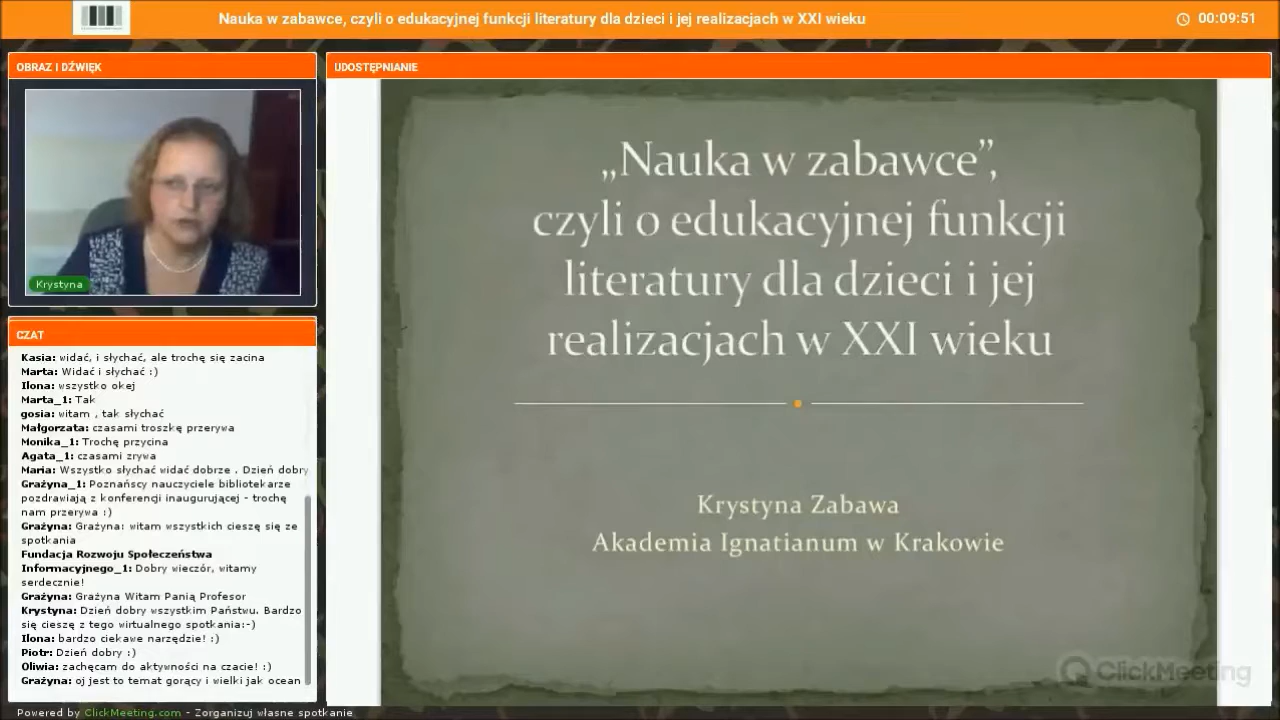 Nauka w zabawce, czyli o edukacyjnej funkcji literatury dla dzieci i jej realizacjach w XXI wieku
00:09:51
OBRAZ I DŹWIĘK
Krystyna
CZAT
Kasia: widać, i słychać, ale trochę się zacina
Marta: Widać i słychać :)
Ilona: wszystko okej
Marta_1: Tak
gosia: witam , tak słychać
Małgorzata: czasami troszkę przerywa
Monika_1: Trochę przycina
Agata_1: czasami zrywa
Maria: Wszystko słychać widać dobrze . Dzień dobry
Grażyna_1: Poznańscy nauczyciele bibliotekarze
pozdrawiają z konferencji inaugurującej - trochę
nam przerywa :)
Grażyna: Grażyna: witam wszystkich cieszę się ze
spotkania
Fundacja Rozwoju Społeczeństwa
Informacyjnego_1: Dobry wieczór, witamy
serdecznie!
Grażyna: Grażyna Witam Panią Profesor
Krystyna: Dzień dobry wszystkim Państwu. Bardzo
się cieszę z tego wirtualnego spotkania:-)
Ilona: bardzo ciekawe narzędzie! :)
Piotr: Dzień dobry :)
Oliwia: zachęcam do aktywności na czacie! :)
Grażyna: oj jest to temat gorący i wielki jak ocean
UDOSTĘPNIANIE
„Nauka w zabawce”,
czyli o edukacyjnej funkcji
literatury dla dzieci i jej
realizacjach w XXI wieku
Krystyna Zabawa
Akademia Ignatianum w Krakowie
ClickMeeting
Powered by ClickMeeting.com - Zorganizuj własne spotkanie